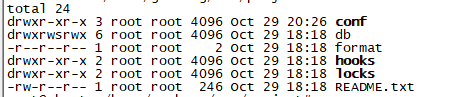 total 24
drwxr-xr-x 3 root root 4096 Oct 29 20:26 conf
drwxrwsrwx 6 root root 4096 Oct 29 18:18 db
-r--r--r-- 1 root root    2 Oct 29 18:18 format
drwxr-xr-x 2 root root 4096 Oct 29 18:18 hooks
drwxr-xr-x 2 root root 4096 Oct 29 18:18 locks
-rw-r--r-- 1 root root  246 Oct 29 18:18 README.txt